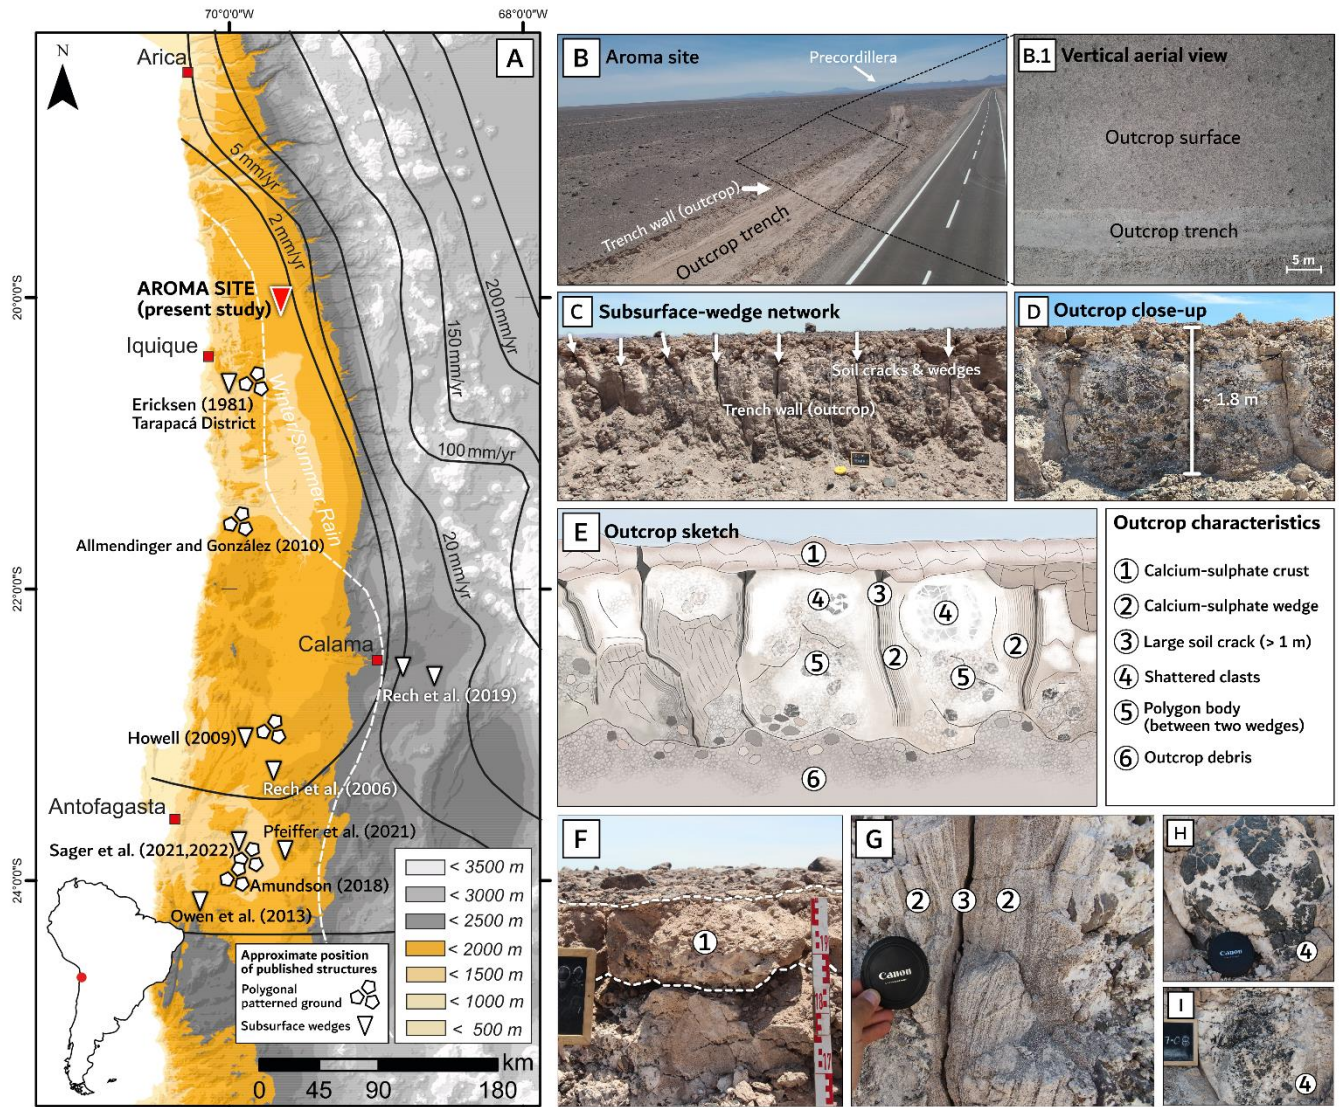 70°00'0"W
68°00'0"W
A
N
Arica
5 mm/yr
2 mm/yr
200 mm/yr
150 mm/yr
100 mm/yr
20 mm/yr
20°0'0"S
22°0'0"S
24°0'0"S
AROMA SITE
(present study)
Iquique
Winter/Summer Rain
Ericksen (1981)
Tarapacá District
Allmendinger and González (2010)
Calama
Rech et al. (2019)
Howell (2009)
Rech et al. (2006)
Antofagasta
Pfeiffer et al. (2021)
Sager et al. (2021,2022)
Amundson (2018)
Owen et al. (2013)
Approximate position
of published structures
Polygonal
patterned ground
Subsurface wedges
< 3500 m
< 3000 m
< 2500 m
< 2000 m
< 1500 m
< 1000 m
< 500 m
km
0 45 90 180
B Aroma site
Precordillera
Trench wall (outcrop)
Outcrop trench
B.1 Vertical aerial view
Outcrop surface
Outcrop trench
5 m
C Subsurface-wedge network
Soil cracks & wedges
Trench wall (outcrop)
D Outcrop close-up
~ 1.8 m
E Outcrop sketch
1
3
4
4
2
2
5
5
6
Outcrop characteristics
1 Calcium-sulphate crust
2 Calcium-sulphate wedge
3 Large soil crack (> 1 m)
4 Shattered clasts
5 Polygon body
(between two wedges)
6 Outcrop debris
F
1
19
18
17
G
2 3 2
Canon
H
Canon
4
I
4